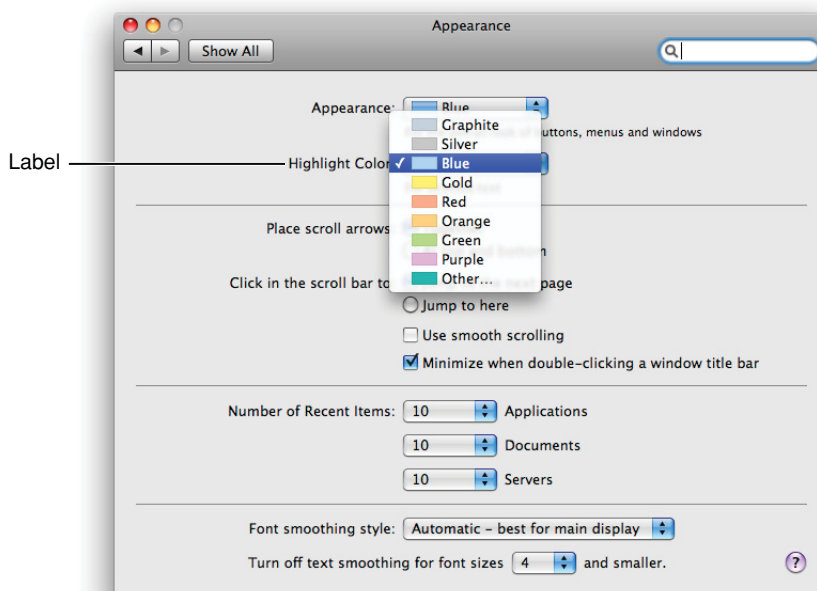 Appearance
Show All
Appearance: Blue
Graphite
uttons, menus and windows
Silver
Label
Highlight Color
Blue
Gold
Red
Place scroll arrows:
Orange
Green
Purple
Click in the scroll bar to
Other...
next page
Jump to here
Use smooth scrolling
Minimize when double-clicking a window title bar
Number of Recent Items: 10 Applications
10 Documents
10 Servers
Font smoothing style: Automatic – best for main display
Turn off text smoothing for font sizes 4 and smaller. ?